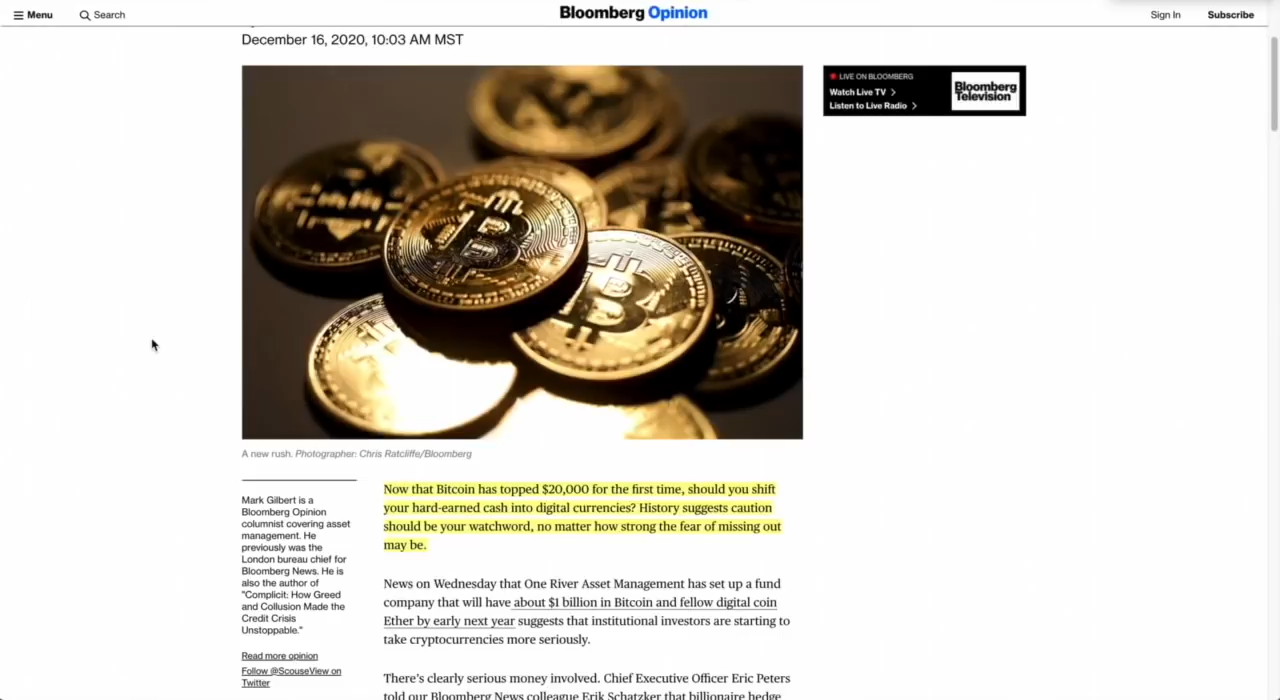 Menu
Search
Bloomberg Opinion
Sign In
Subscribe
December 16, 2020, 10:03 AM MST
LIVE ON BLOOMBERG
Watch Live TV
Listen to Live Radio
Bloomberg
Television
A new rush. Photographer: Chris Ratcliffe/Bloomberg
Mark Gilbert is a
Bloomberg Opinion
columnist covering asset
management. He
previously was the
London bureau chief for
Bloomberg News. He is
also the author of
"Complicit: How Greed
and Collusion Made the
Credit Crisis
Unstoppable."
Read more opinion
Follow @ScouseView on
Twitter
Now that Bitcoin has topped $20,000 for the first time, should you shift
your hard-earned cash into digital currencies? History suggests caution
should be your watchword, no matter how strong the fear of missing out
may be.
News on Wednesday that One River Asset Management has set up a fund
company that will have about $1 billion in Bitcoin and fellow digital coin
Ether by early next year suggests that institutional investors are starting to
take cryptocurrencies more seriously.
There's clearly serious money involved. Chief Executive Officer Eric Peters
told our Bloomberg News colleague Erik Schatzker that billionaire hedge